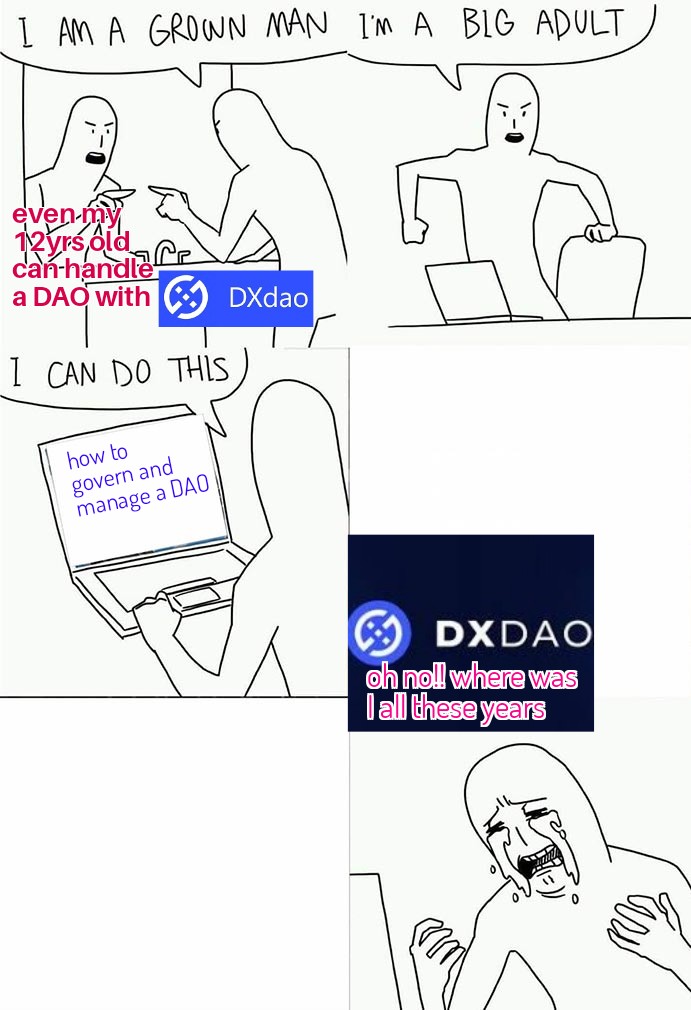 I AM A GROWN MAN
I'M A BIG ADULT
even my
12yrs old
can handle
a DAO with
DXdao
I CAN DO THIS
how to
govern and
manage a DAO
DXDAO
oh no!! where was
I all these years